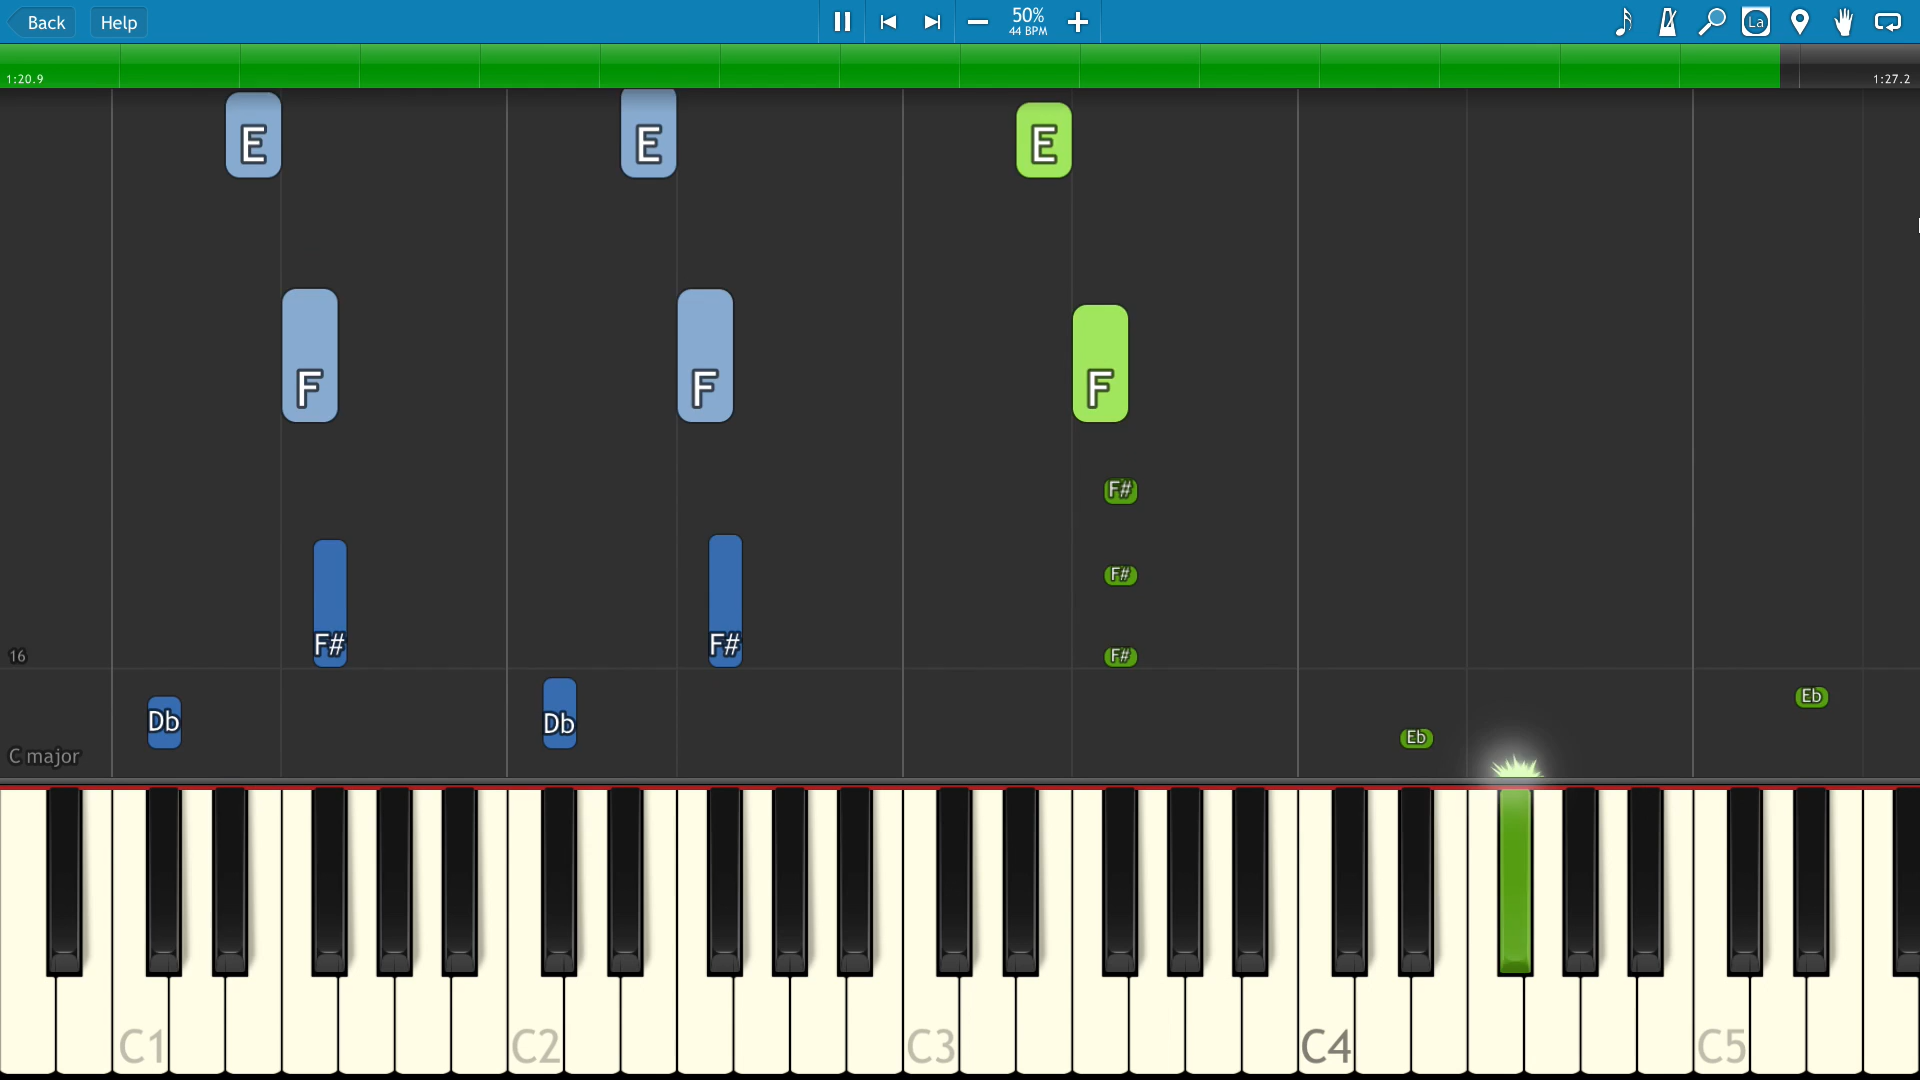 Back Help 50% La
44 BPM
1:20.9 1:27.2
E E E
F F F
F#
F#
F# F# F#
16
Eb
Db Db Eb
C major
C1 C2 C3 C4 C5